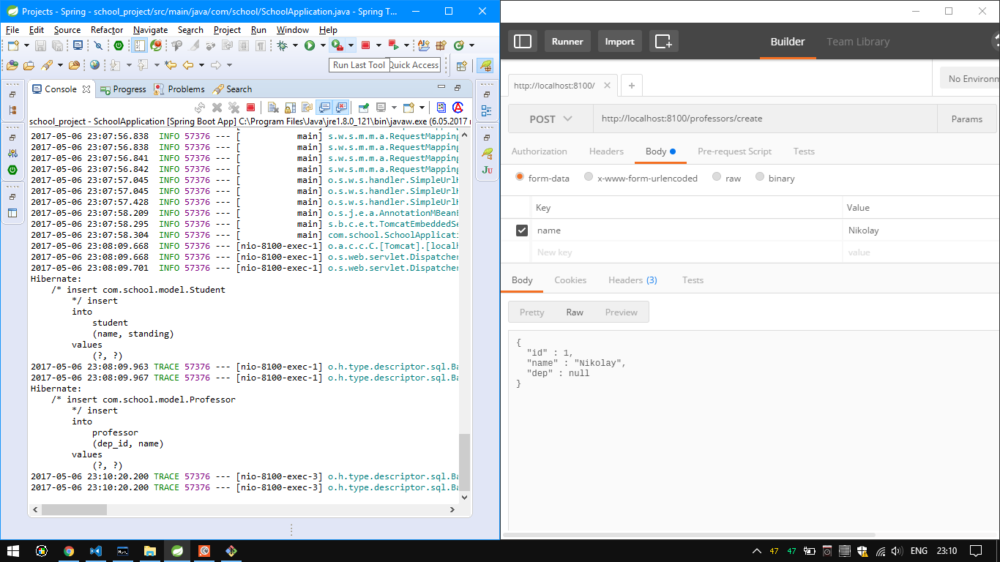 Projects - Spring - school_project/src/main/java/com/school/SchoolApplication.java - Spring T...
File Edit Source Refactor Navigate Search Project Run Window Help
Run Last Tool
Quick Access
Console Progress Problems Search
school_project - SchoolApplication [Spring Boot App] C:\Program Files\Java\jre1.8.0_121\bin\javaw.exe (6.05.2017
2017-05-06 23:07:56.838 INFO 57376 --- [ main] s.w.s.m.m.a.RequestMapping
2017-05-06 23:07:56.838 INFO 57376 --- [ main] s.w.s.m.m.a.RequestMapping
2017-05-06 23:07:56.841 INFO 57376 --- [ main] s.w.s.m.m.a.RequestMapping
2017-05-06 23:07:56.842 INFO 57376 --- [ main] s.w.s.m.m.a.RequestMapping
2017-05-06 23:07:57.045 INFO 57376 --- [ main] o.s.w.s.handler.SimpleUrlH
2017-05-06 23:07:57.045 INFO 57376 --- [ main] o.s.w.s.handler.SimpleUrlH
2017-05-06 23:07:57.428 INFO 57376 --- [ main] o.s.w.s.handler.SimpleUrlH
2017-05-06 23:07:58.209 INFO 57376 --- [ main] o.s.j.e.a.AnnotationMBeanE
2017-05-06 23:07:58.295 INFO 57376 --- [ main] s.b.c.e.t.TomcatEmbeddedSe
2017-05-06 23:07:58.304 INFO 57376 --- [ main] com.school.SchoolApplicati
2017-05-06 23:08:09.668 INFO 57376 --- [nio-8100-exec-1] o.a.c.c.C.[Tomcat].[localh
2017-05-06 23:08:09.668 INFO 57376 --- [nio-8100-exec-1] o.s.web.servlet.Dispatcher
2017-05-06 23:08:09.701 INFO 57376 --- [nio-8100-exec-1] o.s.web.servlet.Dispatcher
Hibernate:
/* insert com.school.model.Student
*/ insert
into
student
(name, standing)
values
(?, ?)
2017-05-06 23:08:09.963 TRACE 57376 --- [nio-8100-exec-1] o.h.type.descriptor.sql.Ba
2017-05-06 23:08:09.967 TRACE 57376 --- [nio-8100-exec-1] o.h.type.descriptor.sql.Ba
Hibernate:
/* insert com.school.model.Professor
*/ insert
into
professor
(dep_id, name)
values
(?, ?)
2017-05-06 23:10:20.200 TRACE 57376 --- [nio-8100-exec-3] o.h.type.descriptor.sql.Ba
2017-05-06 23:10:20.200 TRACE 57376 --- [nio-8100-exec-3] o.h.type.descriptor.sql.Ba
Runner Import Builder Team Library
http://localhost:8100/ No Environm
POST http://localhost:8100/professors/create Params
Authorization Headers Body Pre-request Script Tests
form-data x-www-form-urlencoded raw binary
Key Value
name Nikolay
New key value
Body Cookies Headers (3) Tests
Pretty Raw Preview
{
"id" : 1,
"name" : "Nikolay",
"dep" : null
}
47 47 ENG 23:10